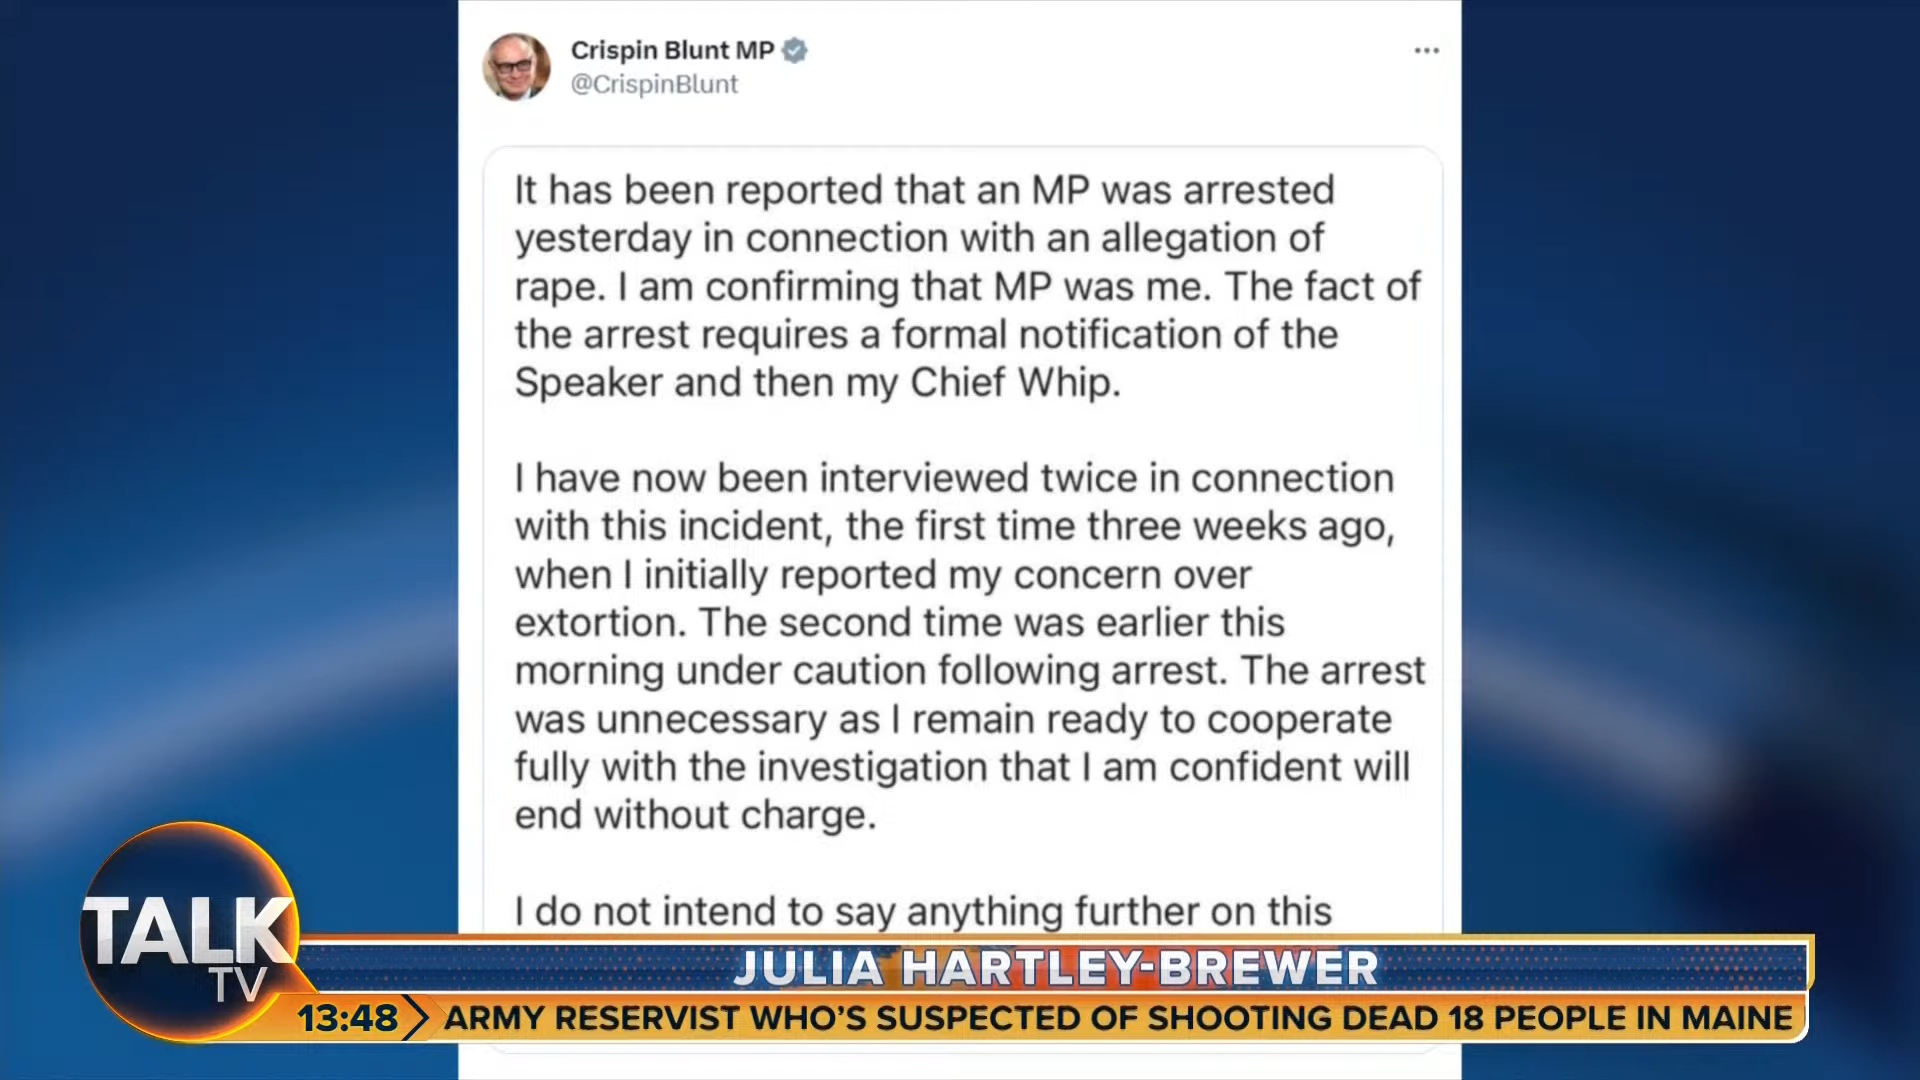 Crispin Blunt MP
@CrispinBlunt
It has been reported that an MP was arrested
yesterday in connection with an allegation of
rape. I am confirming that MP was me. The fact of
the arrest requires a formal notification of the
Speaker and then my Chief Whip.
I have now been interviewed twice in connection
with this incident, the first time three weeks ago,
when I initially reported my concern over
extortion. The second time was earlier this
morning under caution following arrest. The arrest
was unnecessary as I remain ready to cooperate
fully with the investigation that I am confident will
end without charge.
I do not intend to say anything further on this
TALK
TV
JULIA HARTLEY-BREWER
13:48 ARMY RESERVIST WHO'S SUSPECTED OF SHOOTING DEAD 18 PEOPLE IN MAINE